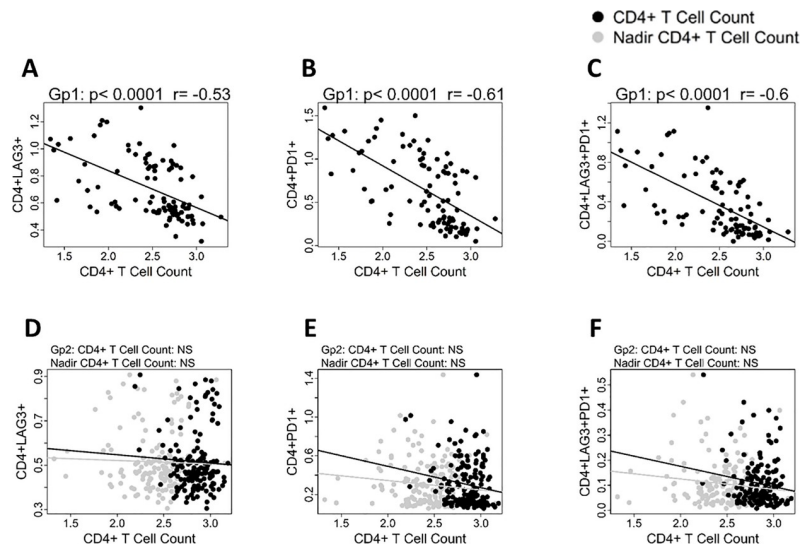 CD4+ T Cell Count
Nadir CD4+ T Cell Count
A
Gp1: p< 0.0001 r= -0.53
CD4+LAG3+
1.2
1.0
0.8
0.6
0.4
1.5 2.0 2.5 3.0
CD4+ T Cell Count
B
Gp1: p< 0.0001 r= -0.61
CD4+PD1+
1.5
1.0
0.5
0.0
1.5 2.0 2.5 3.0
CD4+ T Cell Count
C
Gp1: p< 0.0001 r= -0.6
CD4+LAG3+PD1+
1.2
0.8
0.4
0.0
1.5 2.0 2.5 3.0
CD4+ T Cell Count
D
Gp2: CD4+ T Cell Count: NS
Nadir CD4+ T Cell Count: NS
CD4+LAG3+
0.9
0.7
0.5
0.3
1.5 2.0 2.5 3.0
CD4+ T Cell Count
E
Gp2: CD4+ T Cell Count: NS
Nadir CD4+ T Cell Count: NS
CD4+PD1+
1.4
1.0
0.6
0.2
1.5 2.0 2.5 3.0
CD4+ T Cell Count
F
Gp2: CD4+ T Cell Count: NS
Nadir CD4+ T Cell Count: NS
CD4+LAG3+PD1+
0.5
0.4
0.3
0.2
0.1
0.0
1.5 2.0 2.5 3.0
CD4+ T Cell Count